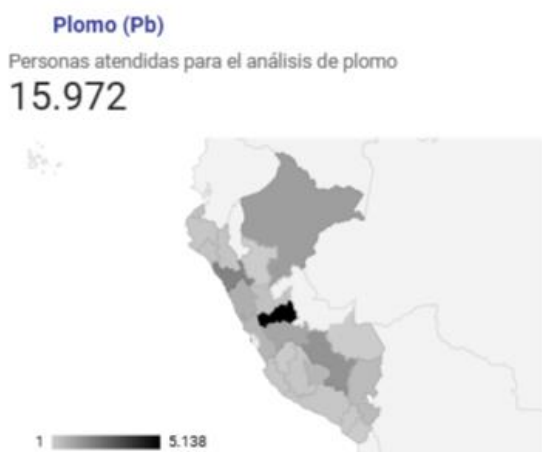 Plomo (Pb)
Personas atendidas para el análisis de plomo
15.972
1 5.138